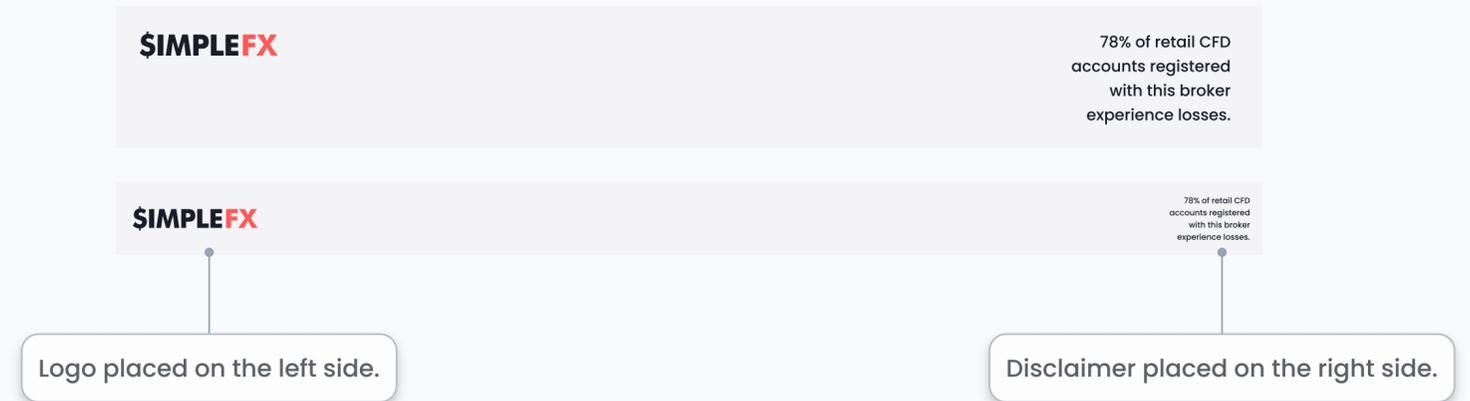 $IMPLEFX
78% of retail CFD
accounts registered
with this broker
experience losses.
$IMPLEFX
78% of retail CFD
accounts registered
with this broker
experience losses.
Logo placed on the left side.
Disclaimer placed on the right side.